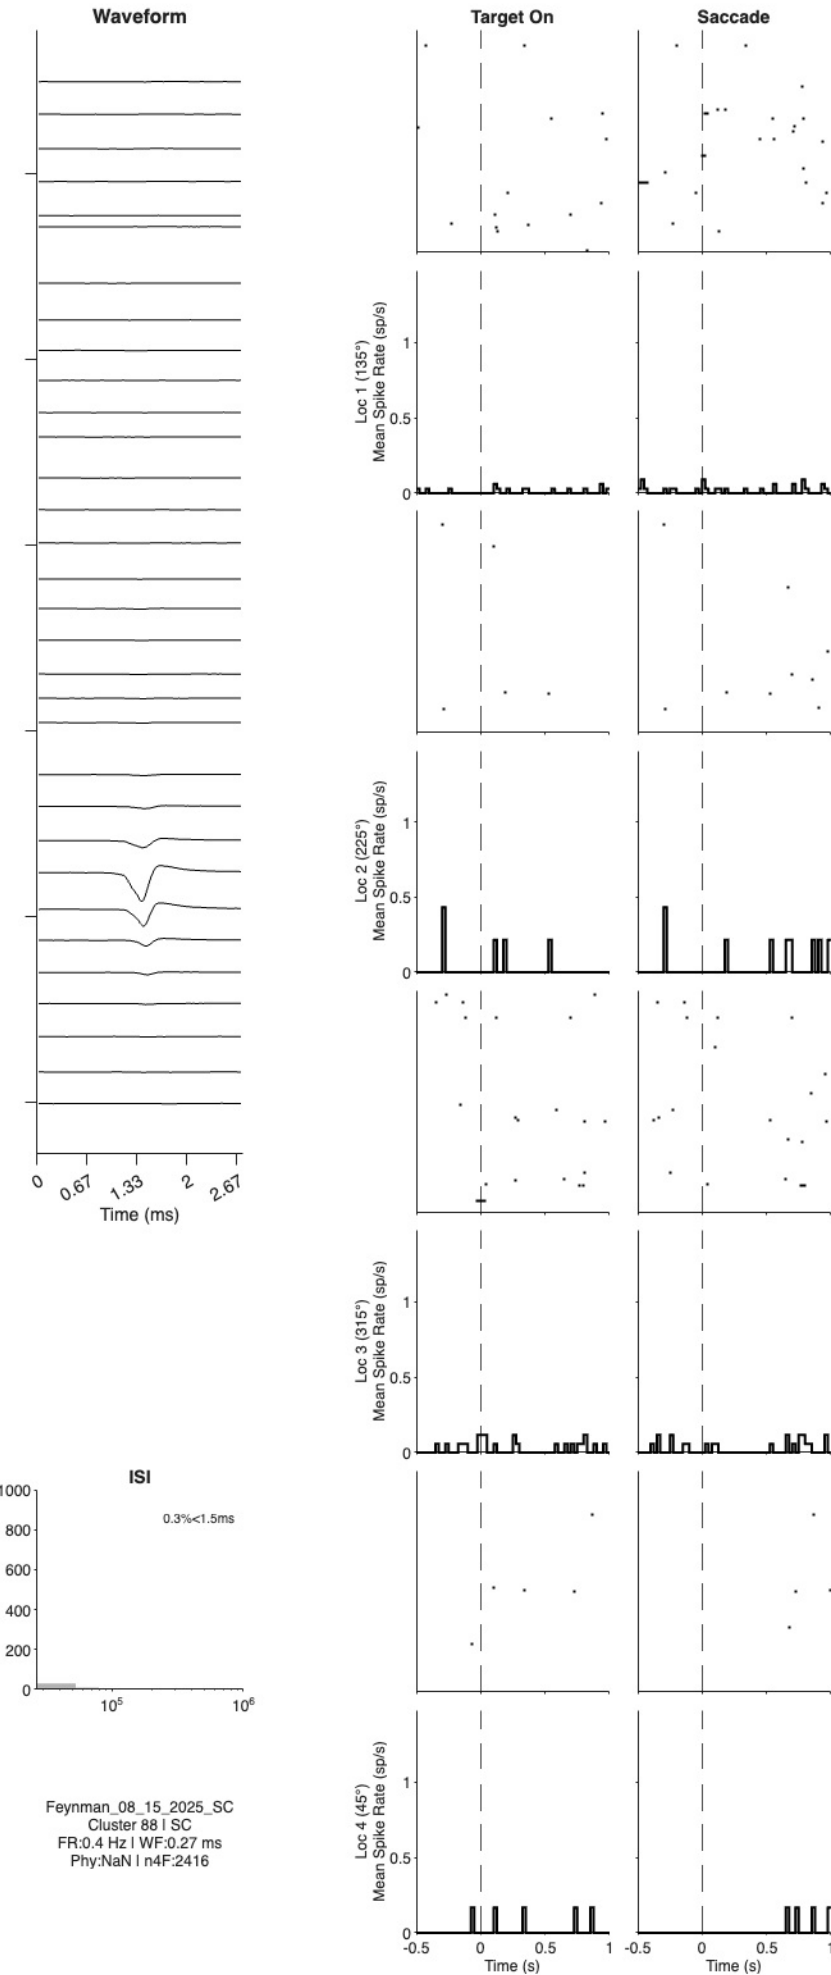 Waveform
Target On
Saccade
Loc 1 (135°)
Mean Spike Rate (sp/s)
1
0.5
0
Loc 2 (225°)
Mean Spike Rate (sp/s)
1
0.5
0
0
0.67
1.33
2
2.67
Time (ms)
Loc 3 (315°)
Mean Spike Rate (sp/s)
1
0.5
0
ISI
0.3%<1.5ms
1000
800
600
400
200
0
10⁵
10⁶
Feynman_08_15_2025_SC
Cluster 88 | SC
FR:0.4 Hz | WF:0.27 ms
Phy:NaN | n4F:2416
Loc 4 (45°)
Mean Spike Rate (sp/s)
1
0.5
0
-0.5
0
0.5
1
Time (s)
-0.5
0
0.5
1
Time (s)